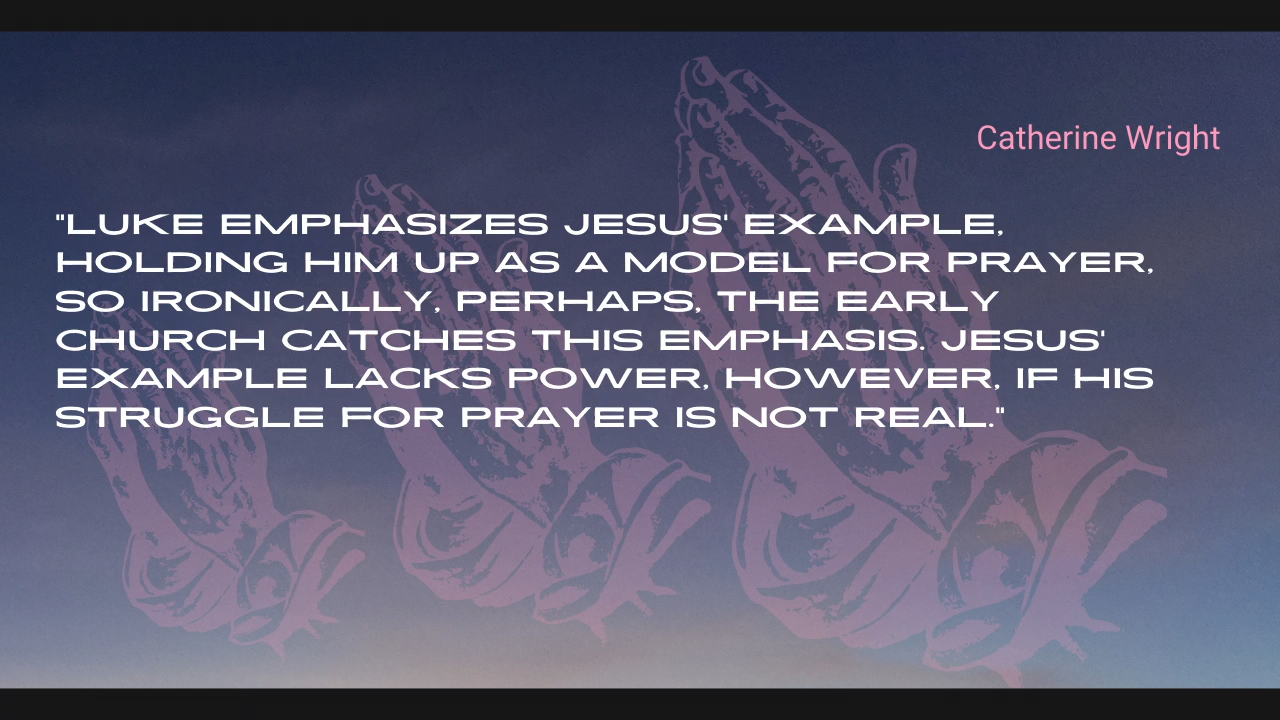 Catherine Wright
"LUKE EMPHASIZES JESUS' EXAMPLE,
HOLDING HIM UP AS A MODEL FOR PRAYER,
SO IRONICALLY, PERHAPS, THE EARLY
CHURCH CATCHES THIS EMPHASIS. JESUS'
EXAMPLE LACKS POWER, HOWEVER, IF HIS
STRUGGLE FOR PRAYER IS NOT REAL."